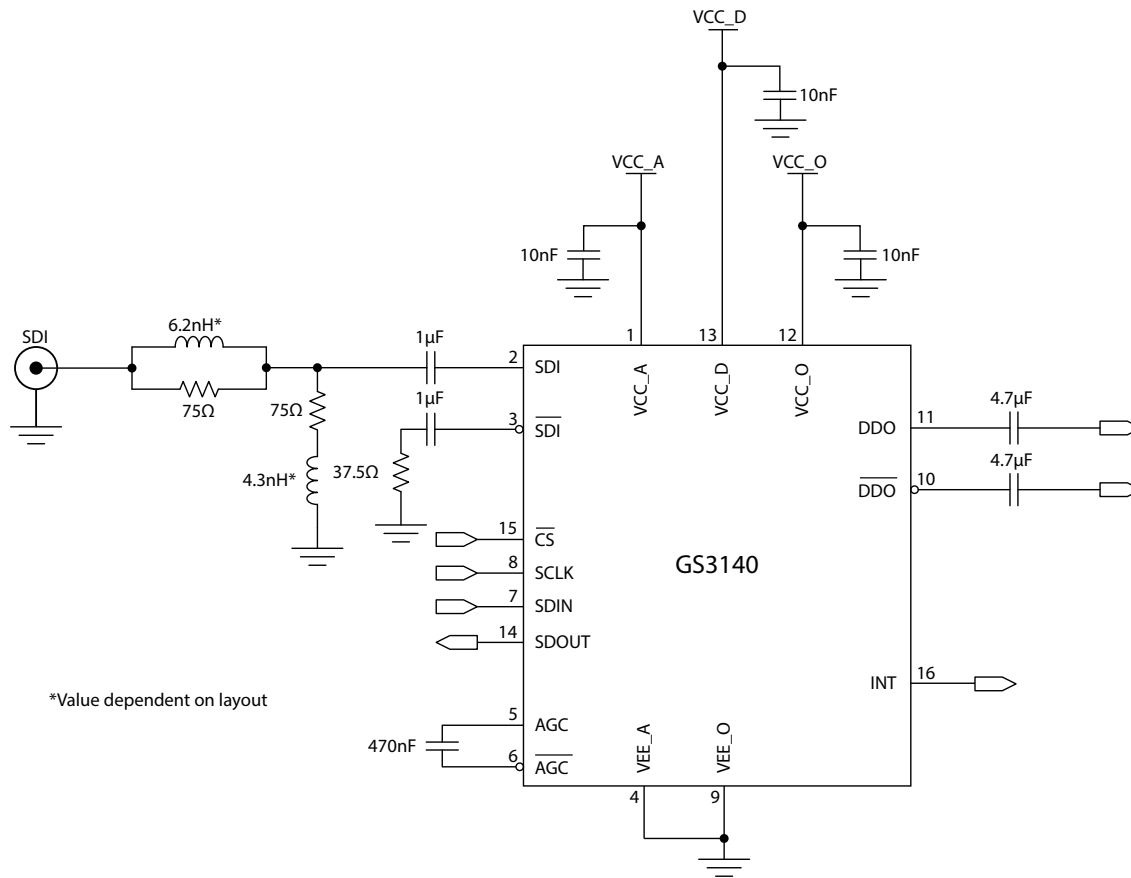 VCC_D
10nF
VCC_A
VCC_O
10nF
10nF
SDI
6.2nH*
75Ω
75Ω
4.3nH*
1µF
1µF
37.5Ω
1
13
12
VCC_A
VCC_D
VCC_O
2
SDI
3
SDI
15
CS
8
SCLK
7
SDIN
14
SDOUT
5
AGC
6
AGC
470nF
GS3140
DDO
11
4.7µF
DDO
10
4.7µF
INT
16
VEE_A
VEE_O
4
9
*Value dependent on layout